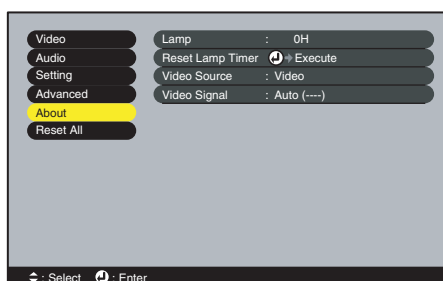 Video
Audio
Setting
Advanced
About
Reset All
Lamp : 0H
Reset Lamp Timer Execute
Video Source : Video
Video Signal : Auto (----)
: Select : Enter